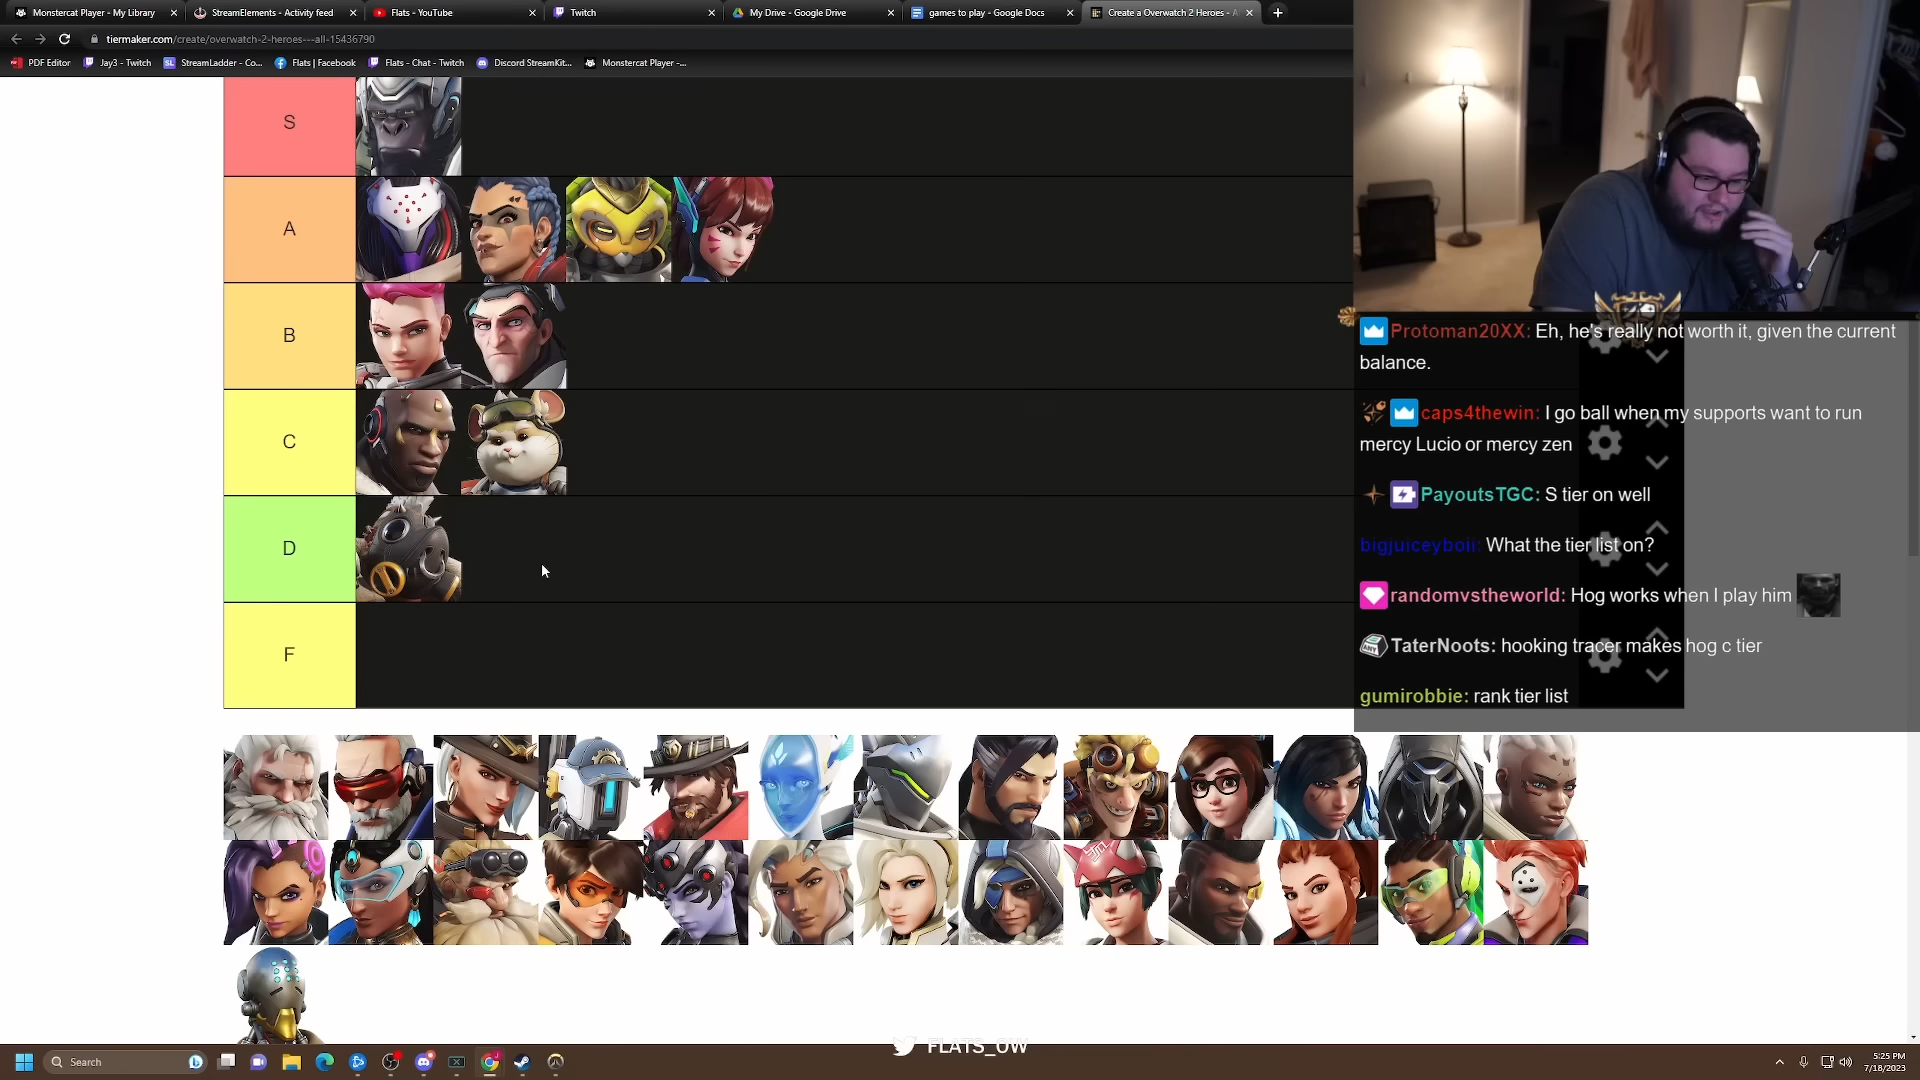 Monstercat Player - My Library
StreamElements - Activity feed
Flats - YouTube
Twitch
My Drive - Google Drive
games to play - Google Docs
Create a Overwatch 2 Heroes - A
tiermaker.com/create/overwatch-2-heroes---all-15436790
PDF Editor
Jay3 - Twitch
StreamLadder - Co...
Flats | Facebook
Flats - Chat - Twitch
Discord StreamKit...
Monstercat Player -...
S
A
B
C
D
F
Protoman20XX: Eh, he's really not worth it, given the current
balance.
caps4thewin: I go ball when my supports want to run
mercy Lucio or mercy zen
PayoutsTGC: S tier on well
bigjuiceyboii: What the tier list on?
randomvstheworld: Hog works when I play him
TaterNoots: hooking tracer makes hog c tier
gumirobbie: rank tier list
FLATS_OW
Search
5:25 PM
7/18/2023